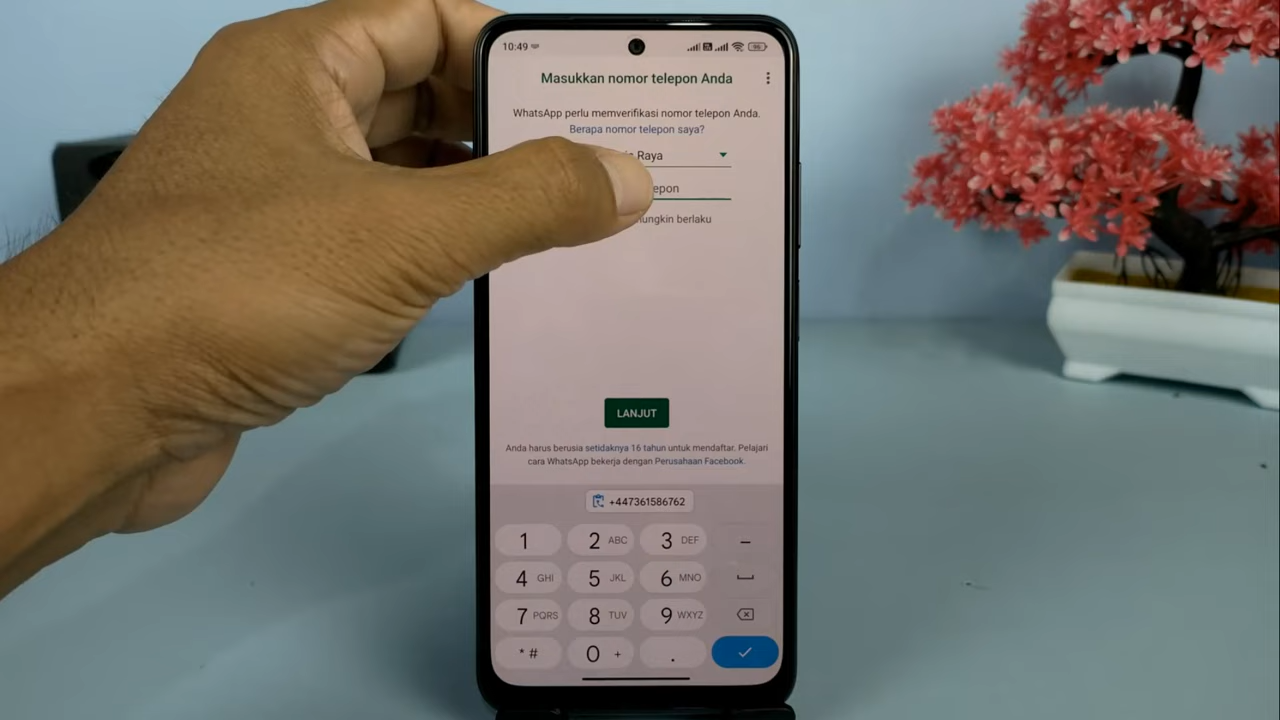 10:49
Masukkan nomor telepon Anda
WhatsApp perlu memverifikasi nomor telepon Anda.
Berapa nomor telepon saya?
Raya
epon
ungkin berlaku
LANJUT
Anda harus berusia setidaknya 16 tahun untuk mendaftar. Pelajari
cara WhatsApp bekerja dengan Perusahaan Facebook.
+447361586762
1 2 ABC 3 DEF –
4 GHI 5 JKL 6 MNO
7 PQRS 8 TUV 9 WXYZ
* # 0 + .